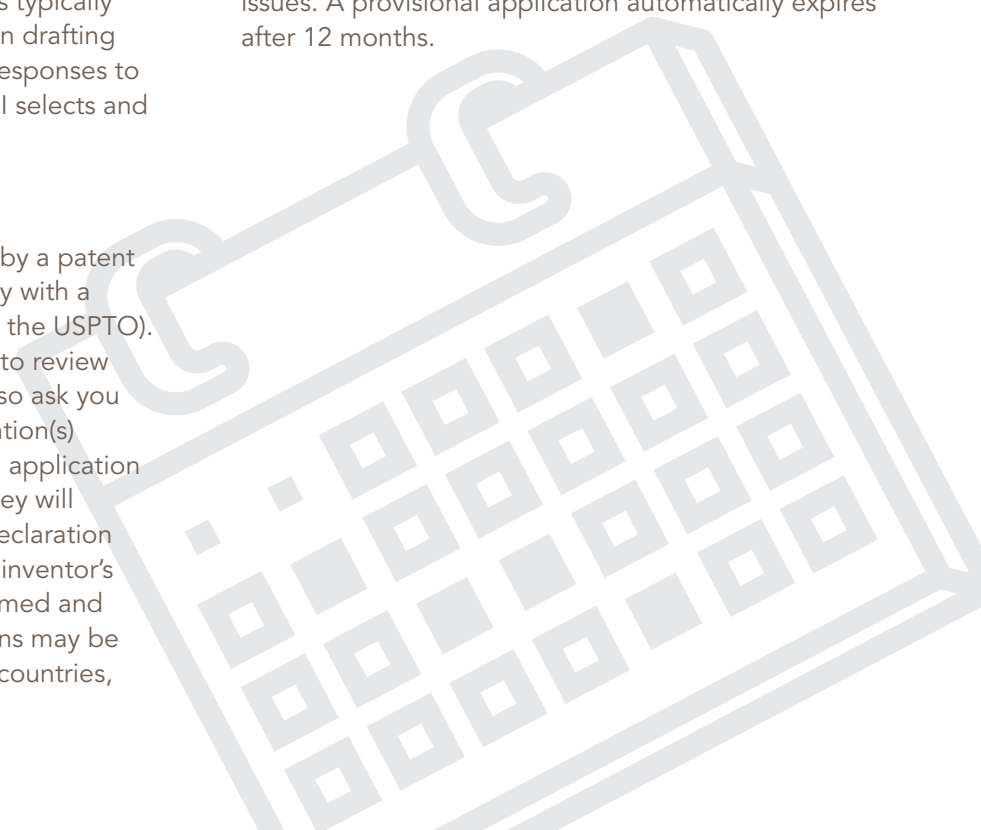 s typically
n drafting
esponses to
I selects and
by a patent
y with a
the USPTO).
to review
so ask you
ation(s)
application
ey will
eclaration
inventor's
med and
ns may be
countries,
issues. A provisional application automatically expires
after 12 months.